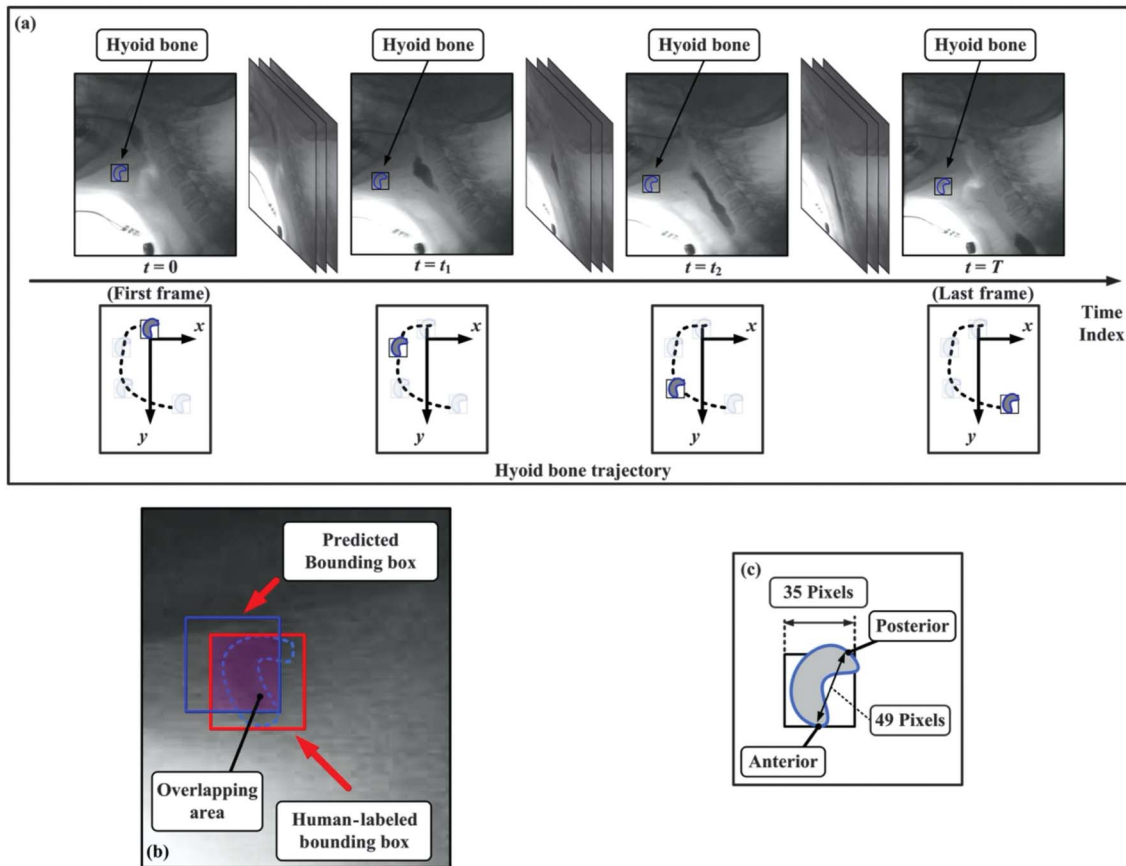 (a)
Hyoid bone
Hyoid bone
Hyoid bone
Hyoid bone
t = 0
t = t₁
t = t₂
t = T
(First frame)
(Last frame)
Time
Index
x
y
x
y
x
y
x
y
Hyoid bone trajectory
Predicted
Bounding box
Overlapping
area
Human-labeled
bounding box
(b)
(c)
35 Pixels
Posterior
49 Pixels
Anterior